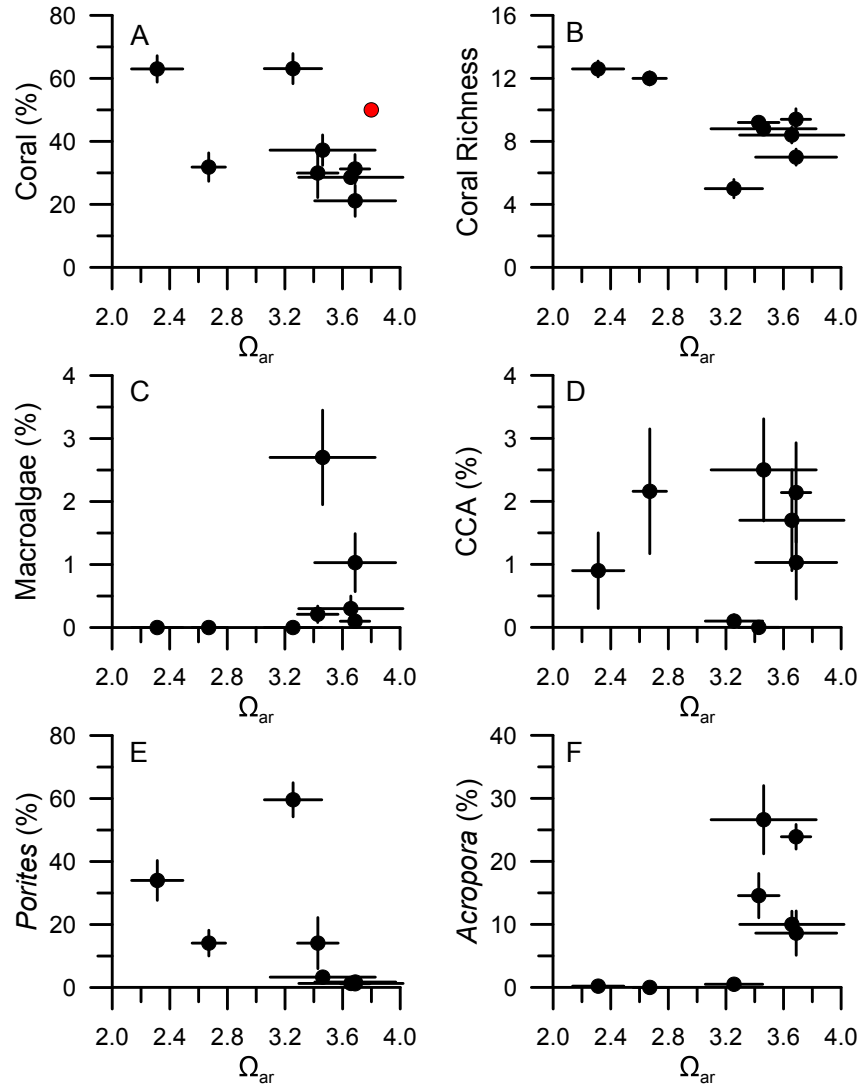 A
Coral (%)
80
60
40
20
0
2.0 2.4 2.8 3.2 3.6 4.0
Ωar
B
Coral Richness
16
12
8
4
0
2.0 2.4 2.8 3.2 3.6 4.0
Ωar
C
Macroalgae (%)
4
3
2
1
0
2.0 2.4 2.8 3.2 3.6 4.0
Ωar
D
CCA (%)
4
3
2
1
0
2.0 2.4 2.8 3.2 3.6 4.0
Ωar
E
Porites (%)
80
60
40
20
0
2.0 2.4 2.8 3.2 3.6 4.0
Ωar
F
Acropora (%)
40
30
20
10
0
2.0 2.4 2.8 3.2 3.6 4.0
Ωar